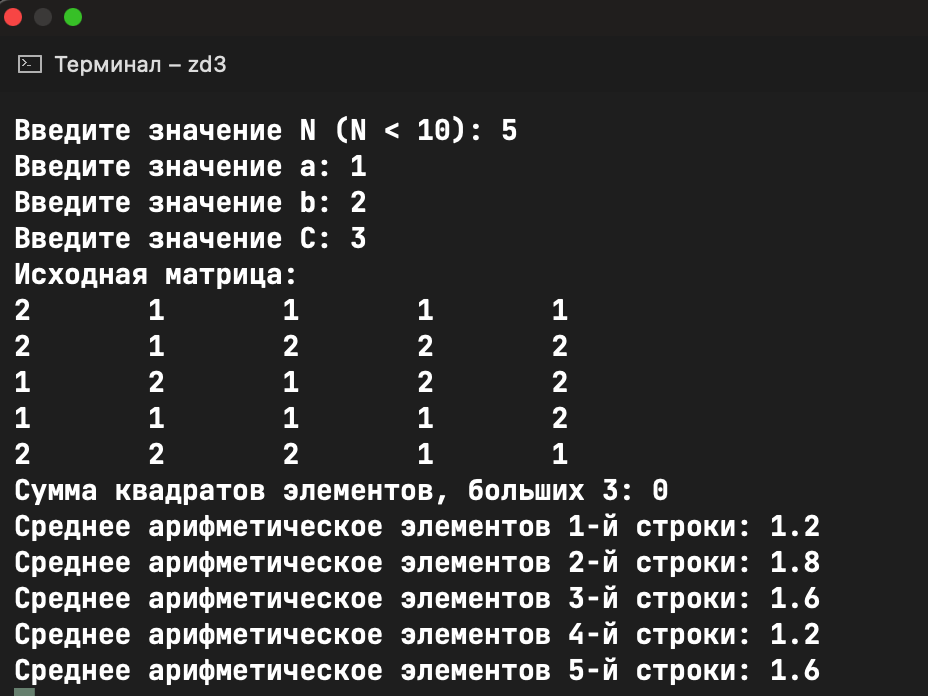 Терминал – zd3
Введите значение N (N < 10): 5
Введите значение a: 1
Введите значение b: 2
Введите значение C: 3
Исходная матрица:
2 1 1 1 1
2 1 2 2 2
1 2 1 2 2
1 1 1 1 2
2 2 2 1 1
Сумма квадратов элементов, больших 3: 0
Среднее арифметическое элементов 1-й строки: 1.2
Среднее арифметическое элементов 2-й строки: 1.8
Среднее арифметическое элементов 3-й строки: 1.6
Среднее арифметическое элементов 4-й строки: 1.2
Среднее арифметическое элементов 5-й строки: 1.6